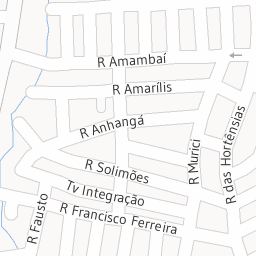 R Amambaí
R Amarílis
R Anhangá
R Murici
R das Hortênsias
R Solimões
Tv Integração
R Fausto
R Francisco Ferreira